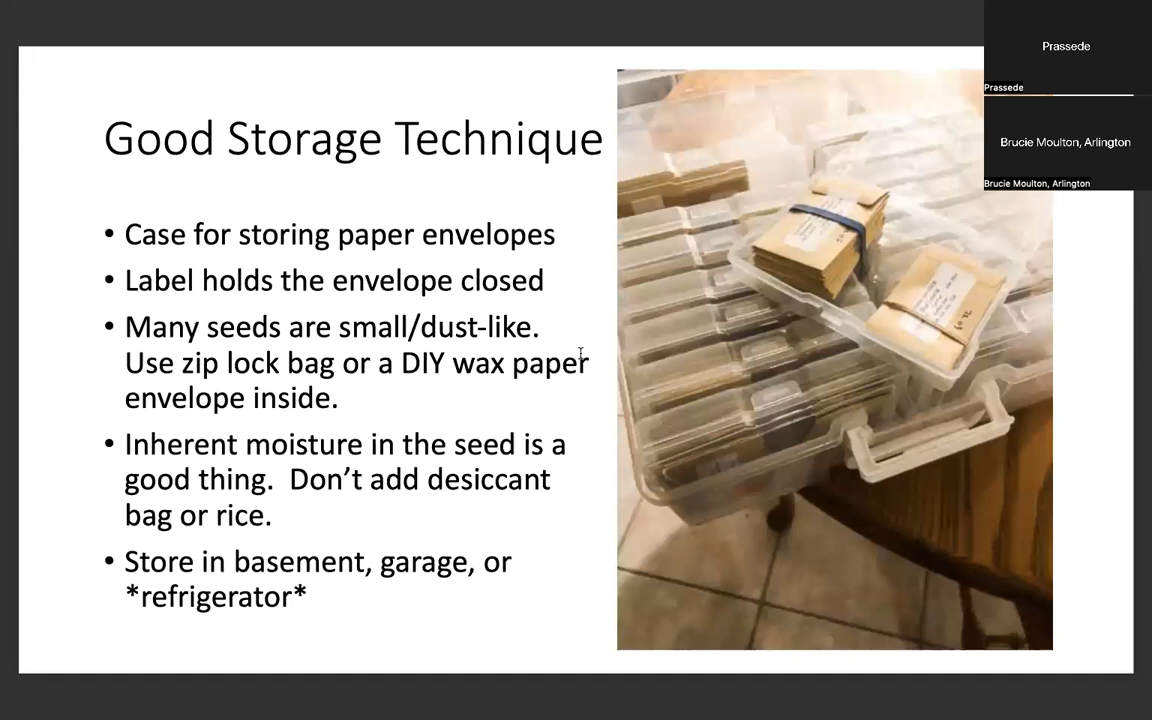 Good Storage Technique
• Case for storing paper envelopes
• Label holds the envelope closed
• Many seeds are small/dust-like.
Use zip lock bag or a DIY wax paper
envelope inside.
• Inherent moisture in the seed is a
good thing.  Don’t add desiccant
bag or rice.
• Store in basement, garage, or
*refrigerator*
Prassede
Prassede
Brucie Moulton, Arlington
Brucie Moulton, Arlington